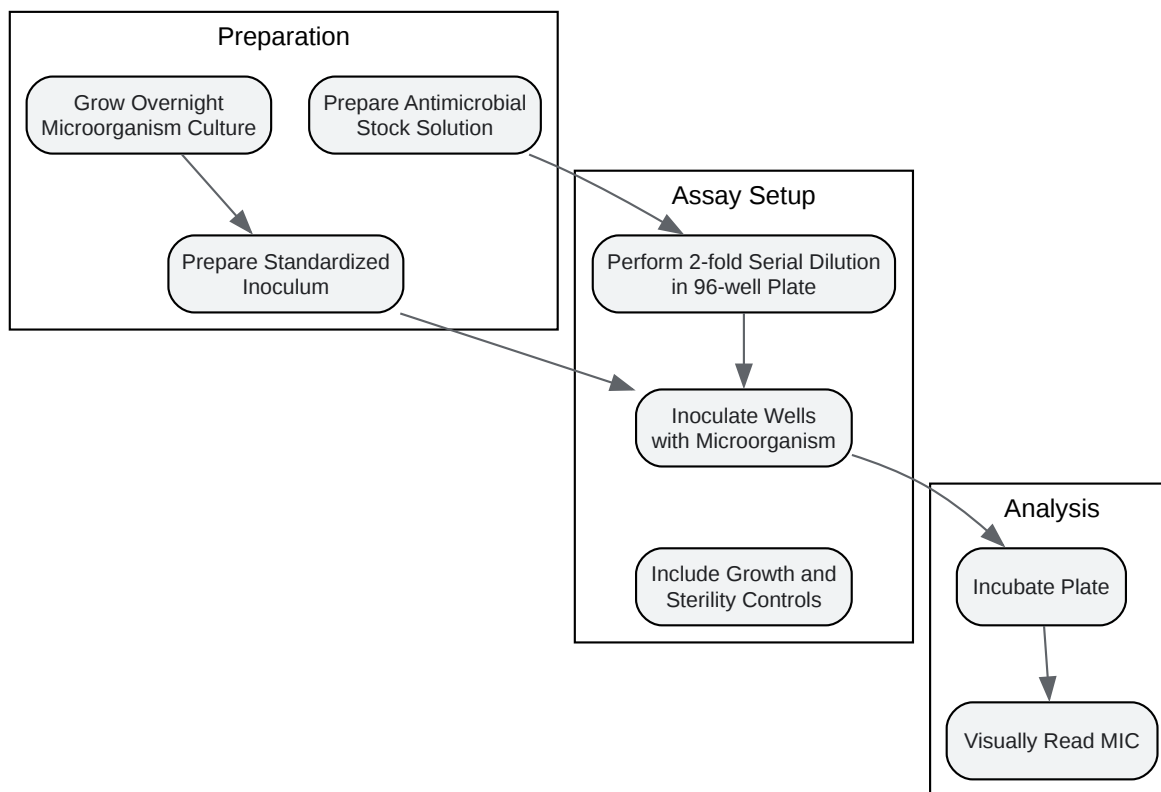 Preparation
Grow Overnight
Microorganism Culture
Prepare Antimicrobial
Stock Solution
Prepare Standardized
Inoculum
Assay Setup
Perform 2-fold Serial Dilution
in 96-well Plate
Inoculate Wells
with Microorganism
Include Growth and
Sterility Controls
Analysis
Incubate Plate
Visually Read MIC